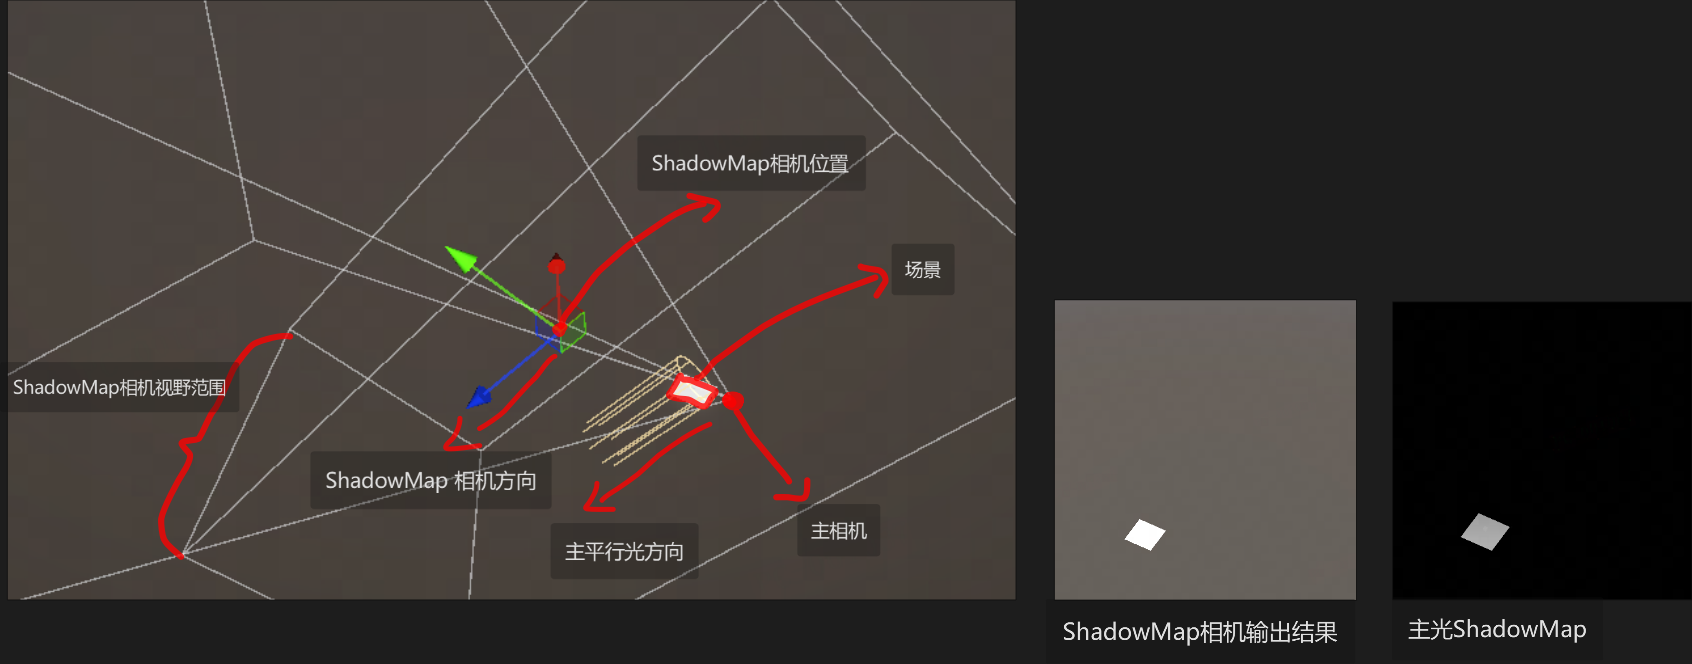 ShadowMap相机位置
场景
ShadowMap相机视野范围
ShadowMap 相机方向
主相机
主平行光方向
ShadowMap相机输出结果
主光ShadowMap